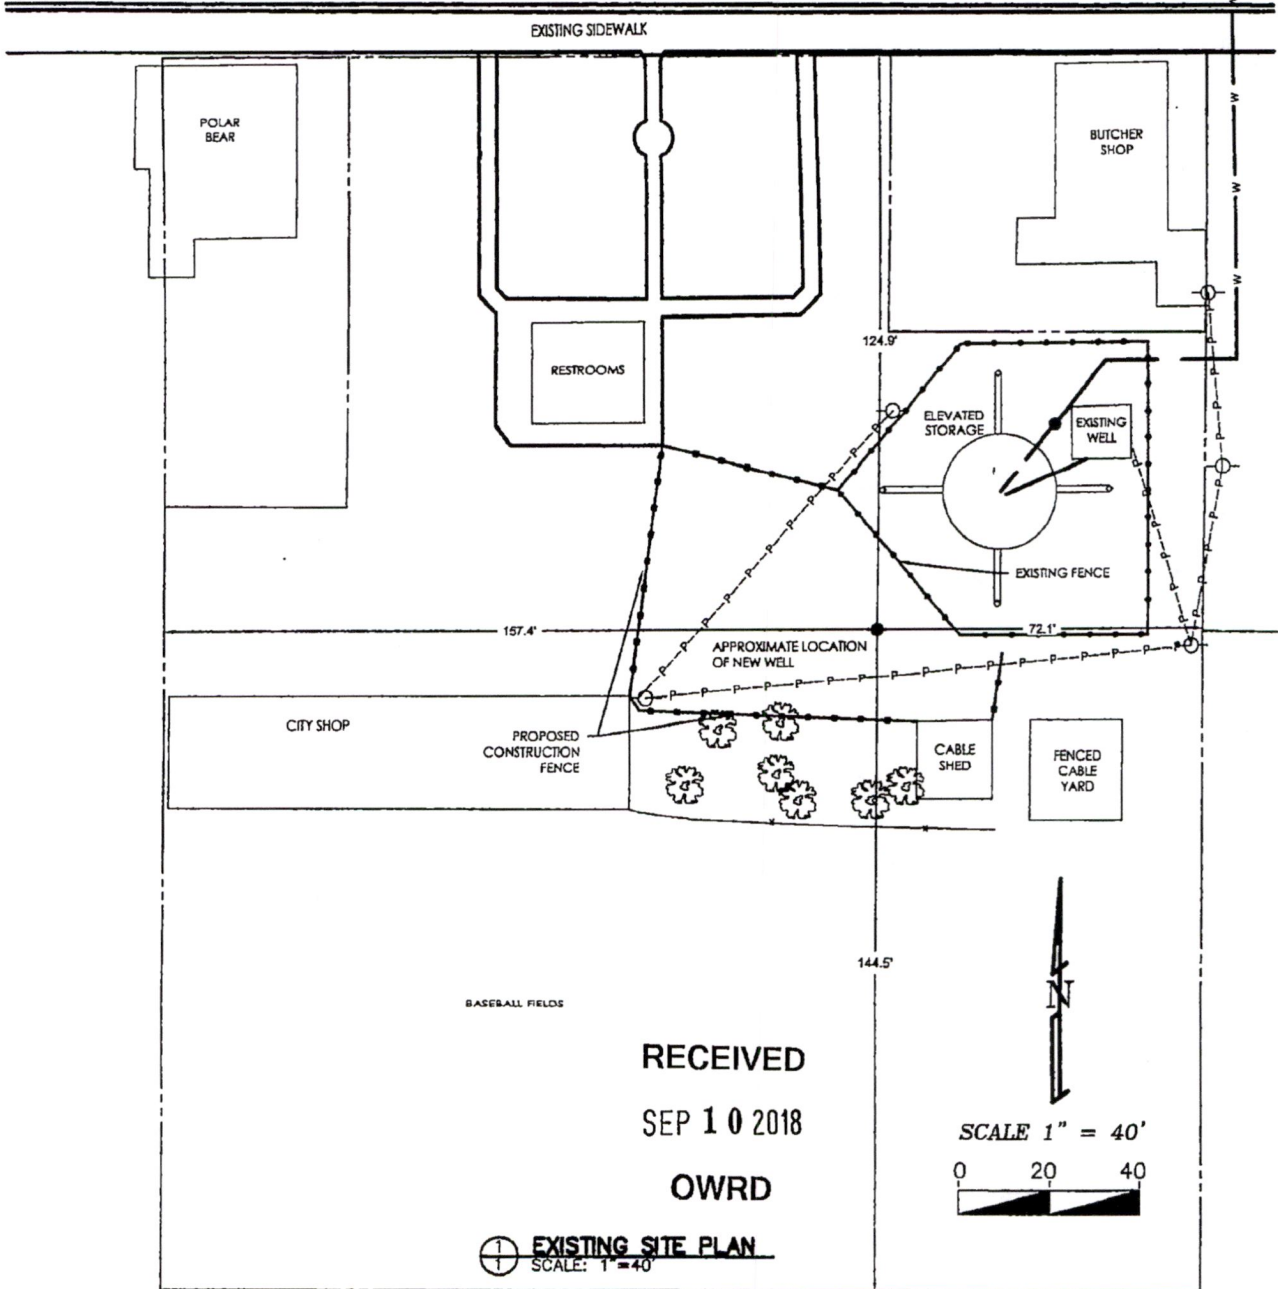 EXISTING SIDEWALK
POLAR
BEAR
BUTCHER
SHOP
W
W
W
W
RESTROOMS
124.9'
ELEVATED
STORAGE
EXISTING
WELL
EXISTING FENCE
157.4'
72.1'
APPROXIMATE LOCATION
OF NEW WELL
CITY SHOP
PROPOSED
CONSTRUCTION
FENCE
CABLE
SHED
FENCED
CABLE
YARD
144.5'
BASEBALL FIELDS
N
RECEIVED
SEP 10 2018
OWRD
SCALE 1" = 40'
0 20 40
1
1
EXISTING SITE PLAN
SCALE: 1"=40'